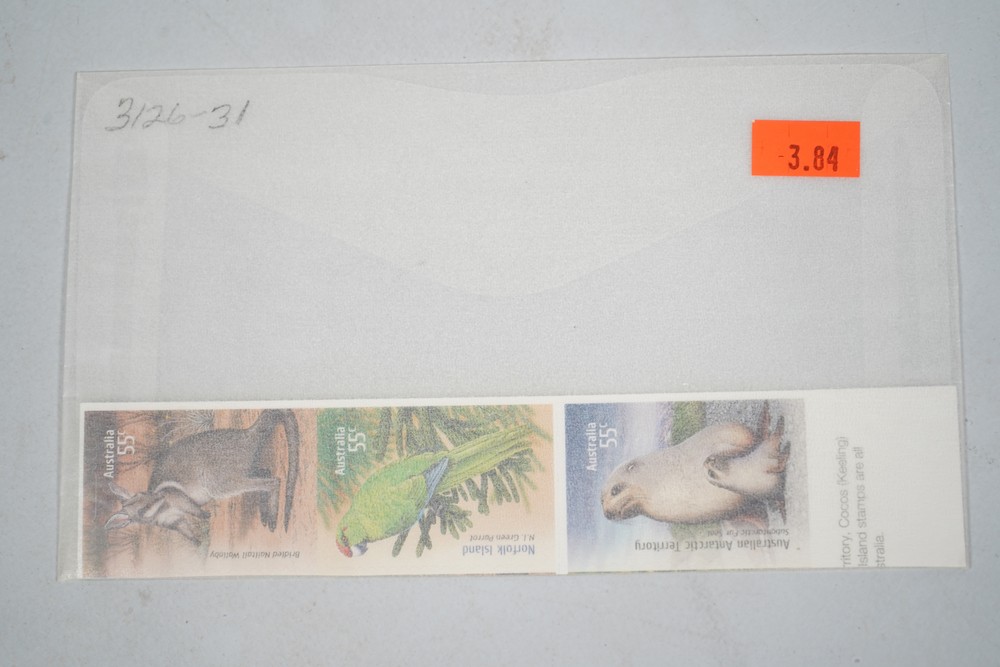 3126-31
-3.84
Australia
55c
Bridled Nailtail Wallaby
Australia
55c
Norfolk Island
N.I. Green Parrot
Australia
55c
Australian Antarctic Territory
Subantarctic Fur Seal
rritory, Cocos (Keeling)
Island stamps are all
stralia.